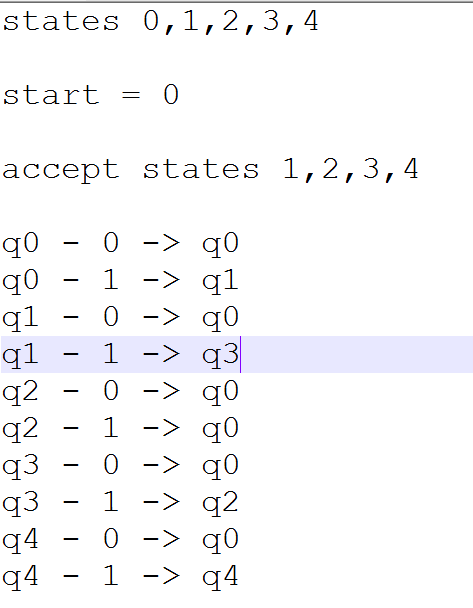 states 0,1,2,3,4
start = 0
accept states 1,2,3,4
q0 - 0 -> q0
q0 - 1 -> q1
q1 - 0 -> q0
q1 - 1 -> q3
q2 - 0 -> q0
q2 - 1 -> q0
q3 - 0 -> q0
q3 - 1 -> q2
q4 - 0 -> q0
q4 - 1 -> q4